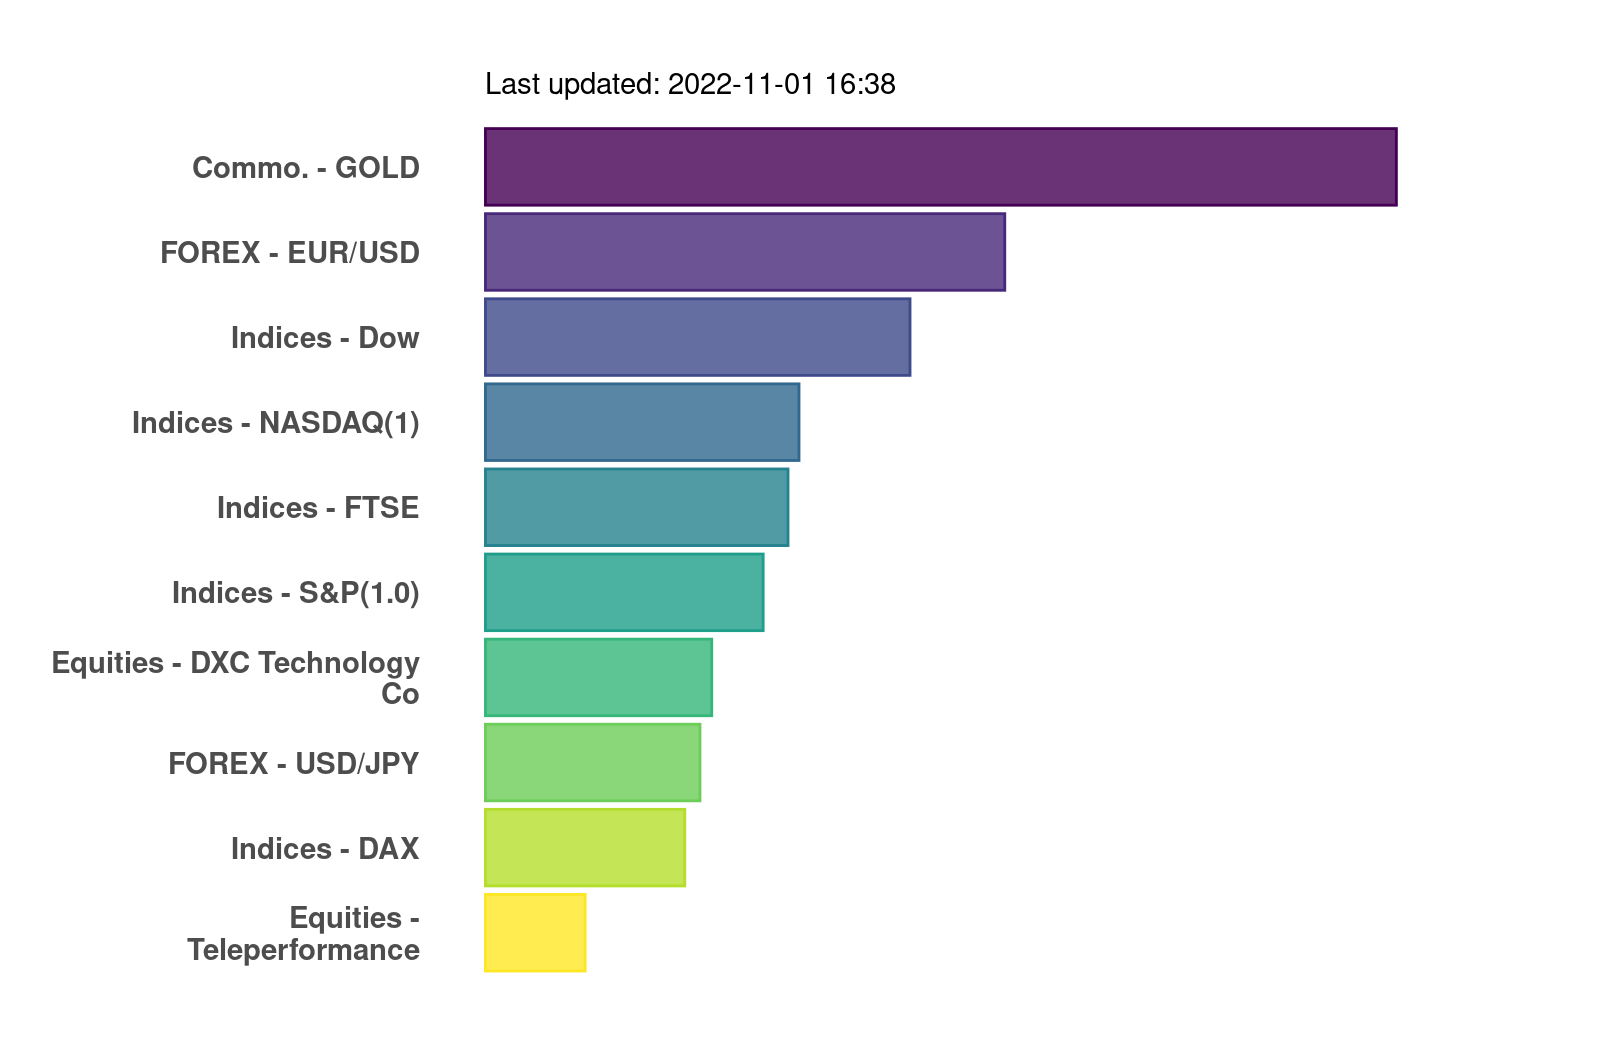 Last updated: 2022-11-01 16:38
Commo. - GOLD
FOREX - EUR/USD
Indices - Dow
Indices - NASDAQ(1)
Indices - FTSE
Indices - S&P(1.0)
Equities - DXC Technology
Co
FOREX - USD/JPY
Indices - DAX
Equities -
Teleperformance